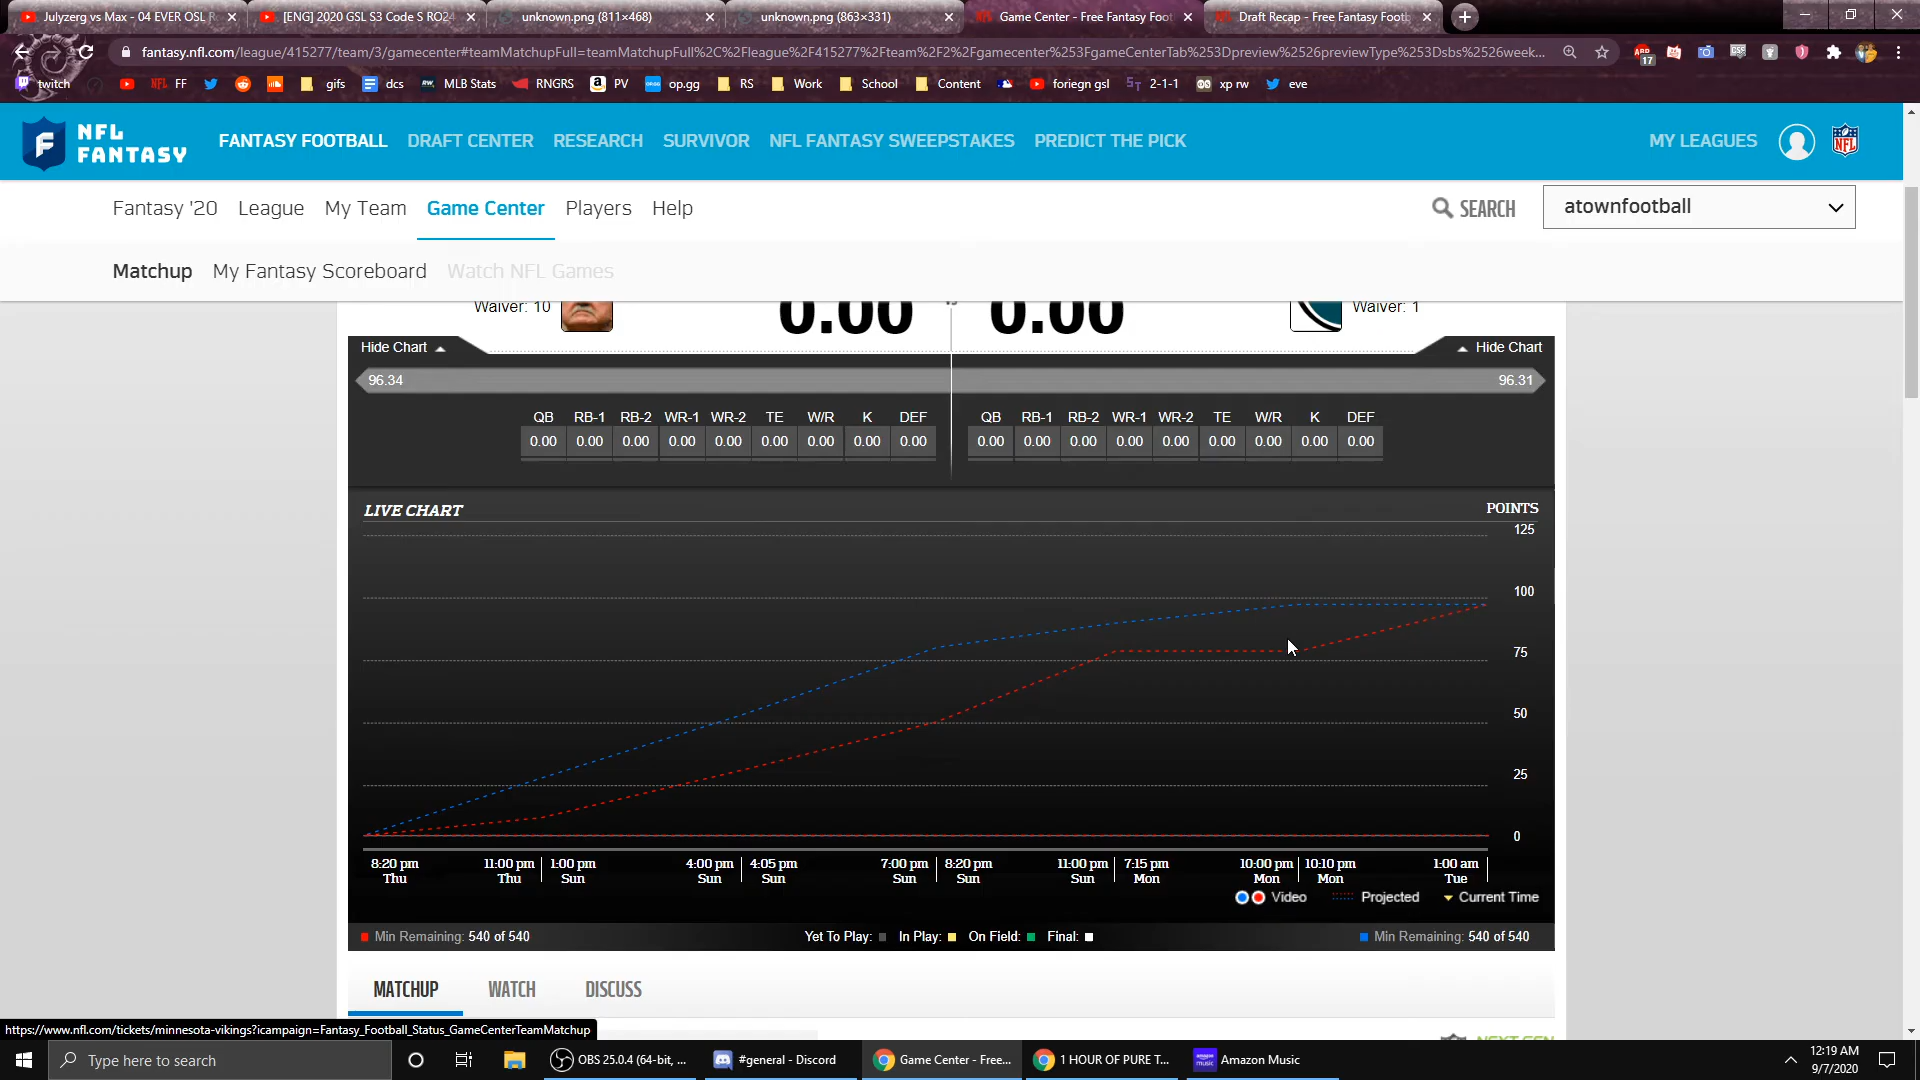 Julyzerg vs Max - 04 EVER OSL R
[ENG] 2020 GSL S3 Code S RO24
unknown.png (811×468)
unknown.png (863×331)
Game Center - Free Fantasy Foot
Draft Recap - Free Fantasy Footb
fantasy.nfl.com/league/415277/team/3/gamecenter#teamMatchupFull=teamMatchupFull%2C%2Fleague%2F415277%2Fteam%2F2%2Fgamecenter%253FgameCenterTab%253Dpreview%2526previewType%253Dsbs%2526week...
17
twitch
NFL FF
gifs
dcs
MLB Stats
RNGRS
PV
op.gg
RS
Work
School
Content
foriegn gsl
2-1-1
xp rw
eve
NFL FANTASY
FANTASY FOOTBALL DRAFT CENTER RESEARCH SURVIVOR NFL FANTASY SWEEPSTAKES PREDICT THE PICK
MY LEAGUES
Fantasy '20 League My Team Game Center Players Help
SEARCH
atownfootball
Matchup My Fantasy Scoreboard Watch NFL Games
Waiver: 10 0.00 0.00 Waiver: 1
Hide Chart Hide Chart
96.34 96.31
QB RB-1 RB-2 WR-1 WR-2 TE W/R K DEF QB RB-1 RB-2 WR-1 WR-2 TE W/R K DEF
0.00 0.00 0.00 0.00 0.00 0.00 0.00 0.00 0.00 0.00 0.00 0.00 0.00 0.00 0.00 0.00 0.00 0.00
LIVE CHART POINTS
125
100
75
50
25
0
8:20 pm 11:00 pm 1:00 pm 4:00 pm 4:05 pm 7:00 pm 8:20 pm 11:00 pm 7:15 pm 10:00 pm 10:10 pm 1:00 am
Thu Thu Sun Sun Sun Sun Sun Sun Mon Mon Mon Tue
Video Projected Current Time
Min Remaining: 540 of 540 Yet To Play: In Play: On Field: Final: Min Remaining: 540 of 540
MATCHUP WATCH DISCUSS
https://www.nfl.com/tickets/minnesota-vikings?icampaign=Fantasy_Football_Status_GameCenterTeamMatchup
Type here to search
OBS 25.0.4 (64-bit, ...
#general - Discord
Game Center - Free...
1 HOUR OF PURE T...
Amazon Music
12:19 AM
9/7/2020